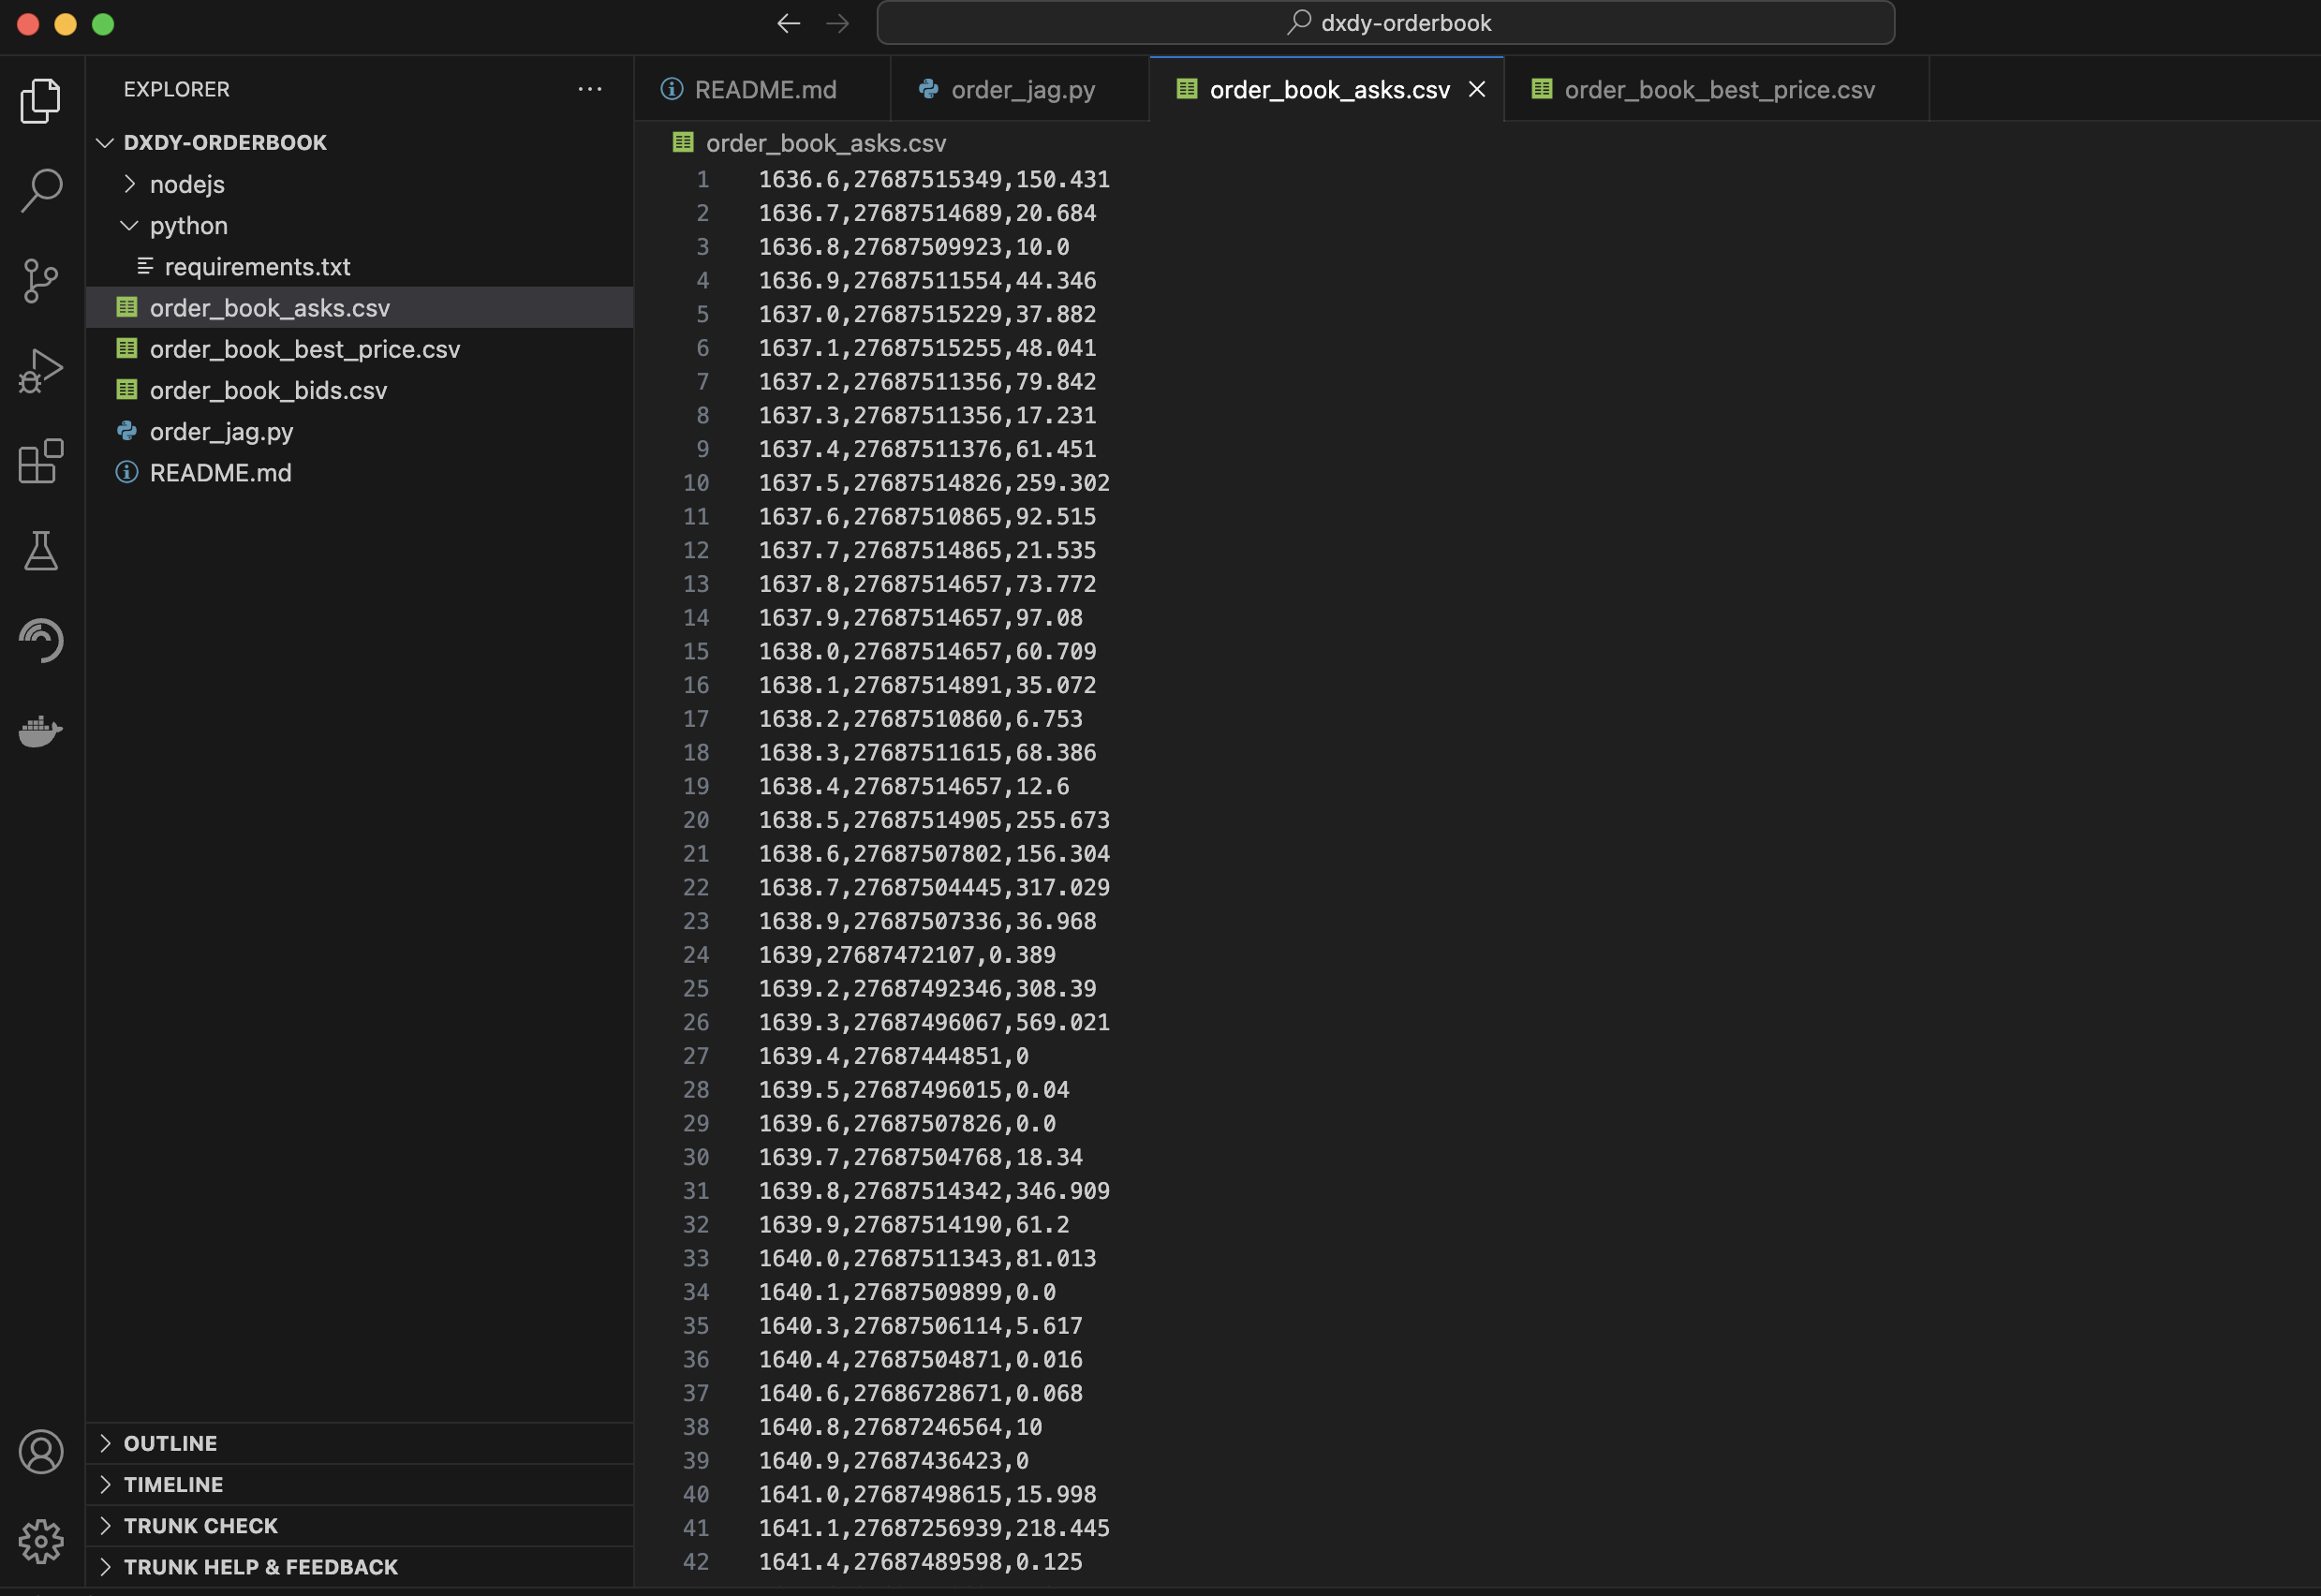 dxdy-orderbook
EXPLORER
DXDY-ORDERBOOK
nodejs
python
requirements.txt
order_book_asks.csv
order_book_best_price.csv
order_book_bids.csv
order_jag.py
README.md
OUTLINE
TIMELINE
TRUNK CHECK
TRUNK HELP & FEEDBACK
README.md order_jag.py order_book_asks.csv order_book_best_price.csv
order_book_asks.csv
1 1636.6,27687515349,150.431
2 1636.7,27687514689,20.684
3 1636.8,27687509923,10.0
4 1636.9,27687511554,44.346
5 1637.0,27687515229,37.882
6 1637.1,27687515255,48.041
7 1637.2,27687511356,79.842
8 1637.3,27687511356,17.231
9 1637.4,27687511376,61.451
10 1637.5,27687514826,259.302
11 1637.6,27687510865,92.515
12 1637.7,27687514865,21.535
13 1637.8,27687514657,73.772
14 1637.9,27687514657,97.08
15 1638.0,27687514657,60.709
16 1638.1,27687514891,35.072
17 1638.2,27687510860,6.753
18 1638.3,27687511615,68.386
19 1638.4,27687514657,12.6
20 1638.5,27687514905,255.673
21 1638.6,27687507802,156.304
22 1638.7,27687504445,317.029
23 1638.9,27687507336,36.968
24 1639,27687472107,0.389
25 1639.2,27687492346,308.39
26 1639.3,27687496067,569.021
27 1639.4,27687444851,0
28 1639.5,27687496015,0.04
29 1639.6,27687507826,0.0
30 1639.7,27687504768,18.34
31 1639.8,27687514342,346.909
32 1639.9,27687514190,61.2
33 1640.0,27687511343,81.013
34 1640.1,27687509899,0.0
35 1640.3,27687506114,5.617
36 1640.4,27687504871,0.016
37 1640.6,27686728671,0.068
38 1640.8,27687246564,10
39 1640.9,27687436423,0
40 1641.0,27687498615,15.998
41 1641.1,27687256939,218.445
42 1641.4,27687489598,0.125